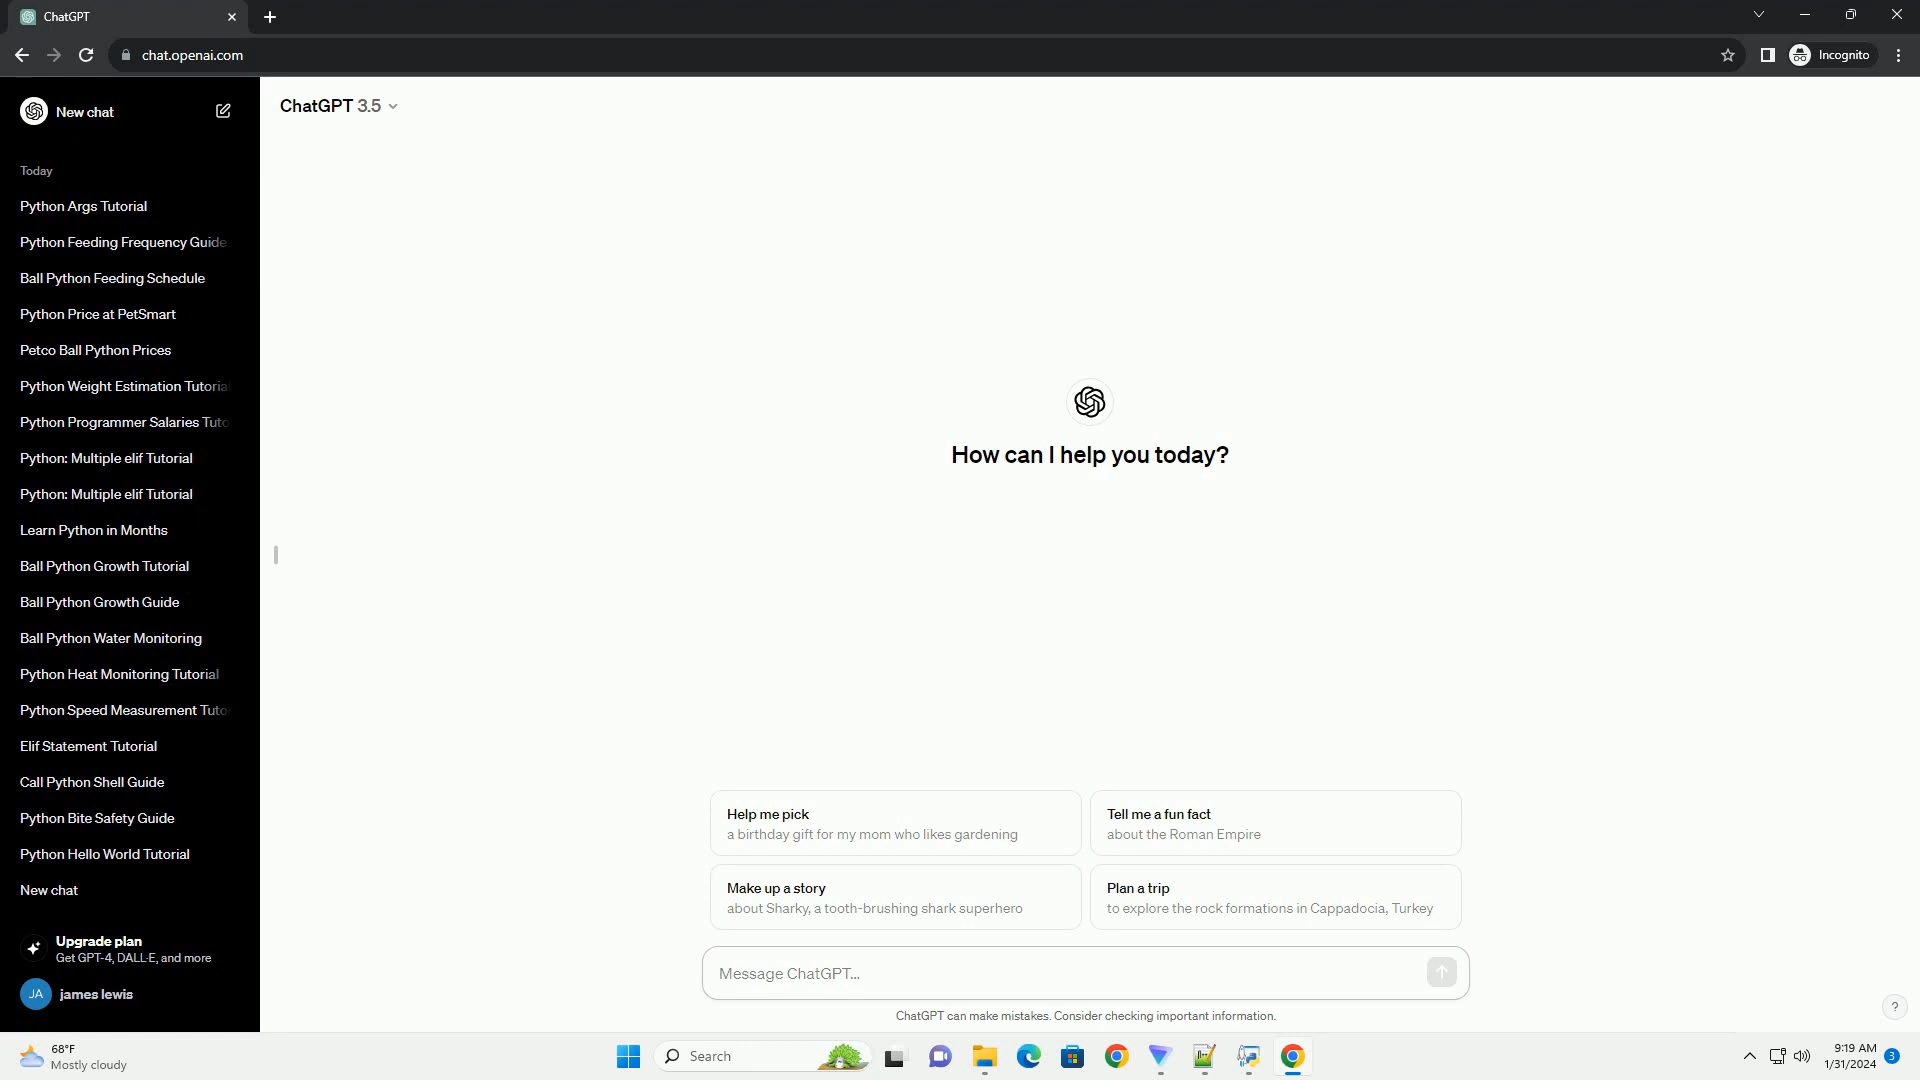 ChatGPT
chat.openai.com
Incognito
New chat
ChatGPT 3.5
Today
Python Args Tutorial
Python Feeding Frequency Guide
Ball Python Feeding Schedule
Python Price at PetSmart
Petco Ball Python Prices
Python Weight Estimation Tutoria
Python Programmer Salaries Tuto
Python: Multiple elif Tutorial
Python: Multiple elif Tutorial
Learn Python in Months
Ball Python Growth Tutorial
Ball Python Growth Guide
Ball Python Water Monitoring
Python Heat Monitoring Tutorial
Python Speed Measurement Tuto
Elif Statement Tutorial
Call Python Shell Guide
Python Bite Safety Guide
Python Hello World Tutorial
New chat
Upgrade plan
Get GPT-4, DALL·E, and more
JA james lewis
How can I help you today?
Help me pick
a birthday gift for my mom who likes gardening
Tell me a fun fact
about the Roman Empire
Make up a story
about Sharky, a tooth-brushing shark superhero
Plan a trip
to explore the rock formations in Cappadocia, Turkey
Message ChatGPT...
ChatGPT can make mistakes. Consider checking important information.
?
68°F
Mostly cloudy
Search
9:19 AM
1/31/2024
3